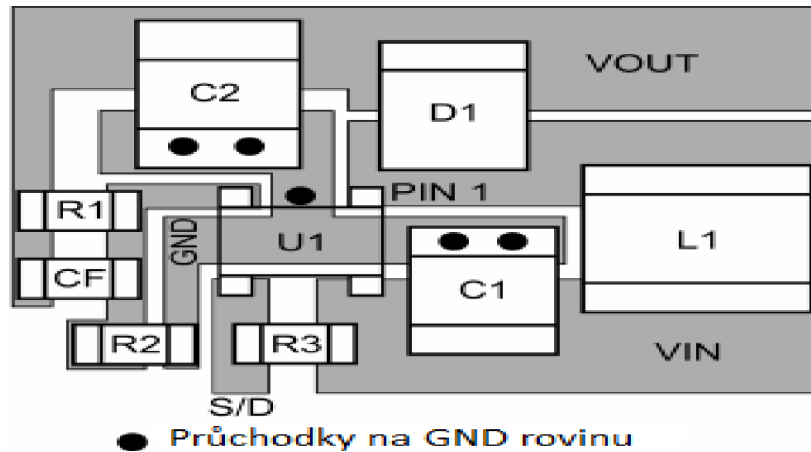 VOUT
C2
D1
PIN 1
R1
GND
U1
L1
CF
C1
R2
R3
VIN
S/D
Průchodky na GND rovinu